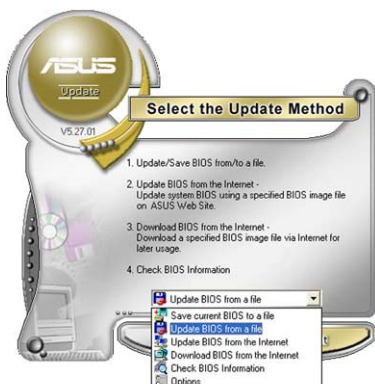 ASUS
Update
V5.27.01
Select the Update Method
1. Update/Save BIOS from/to a file.
2. Update BIOS from the Internet -
Update system BIOS using a specified BIOS image file
on ASUS Web Site.
3. Download BIOS from the Internet -
Download a specified BIOS image file via Internet for
later usage.
4. Check BIOS Information
Update BIOS from a file
Save current BIOS to a file
Update BIOS from a file
Update BIOS from the Internet
Download BIOS from the Internet
Check BIOS Information
Options